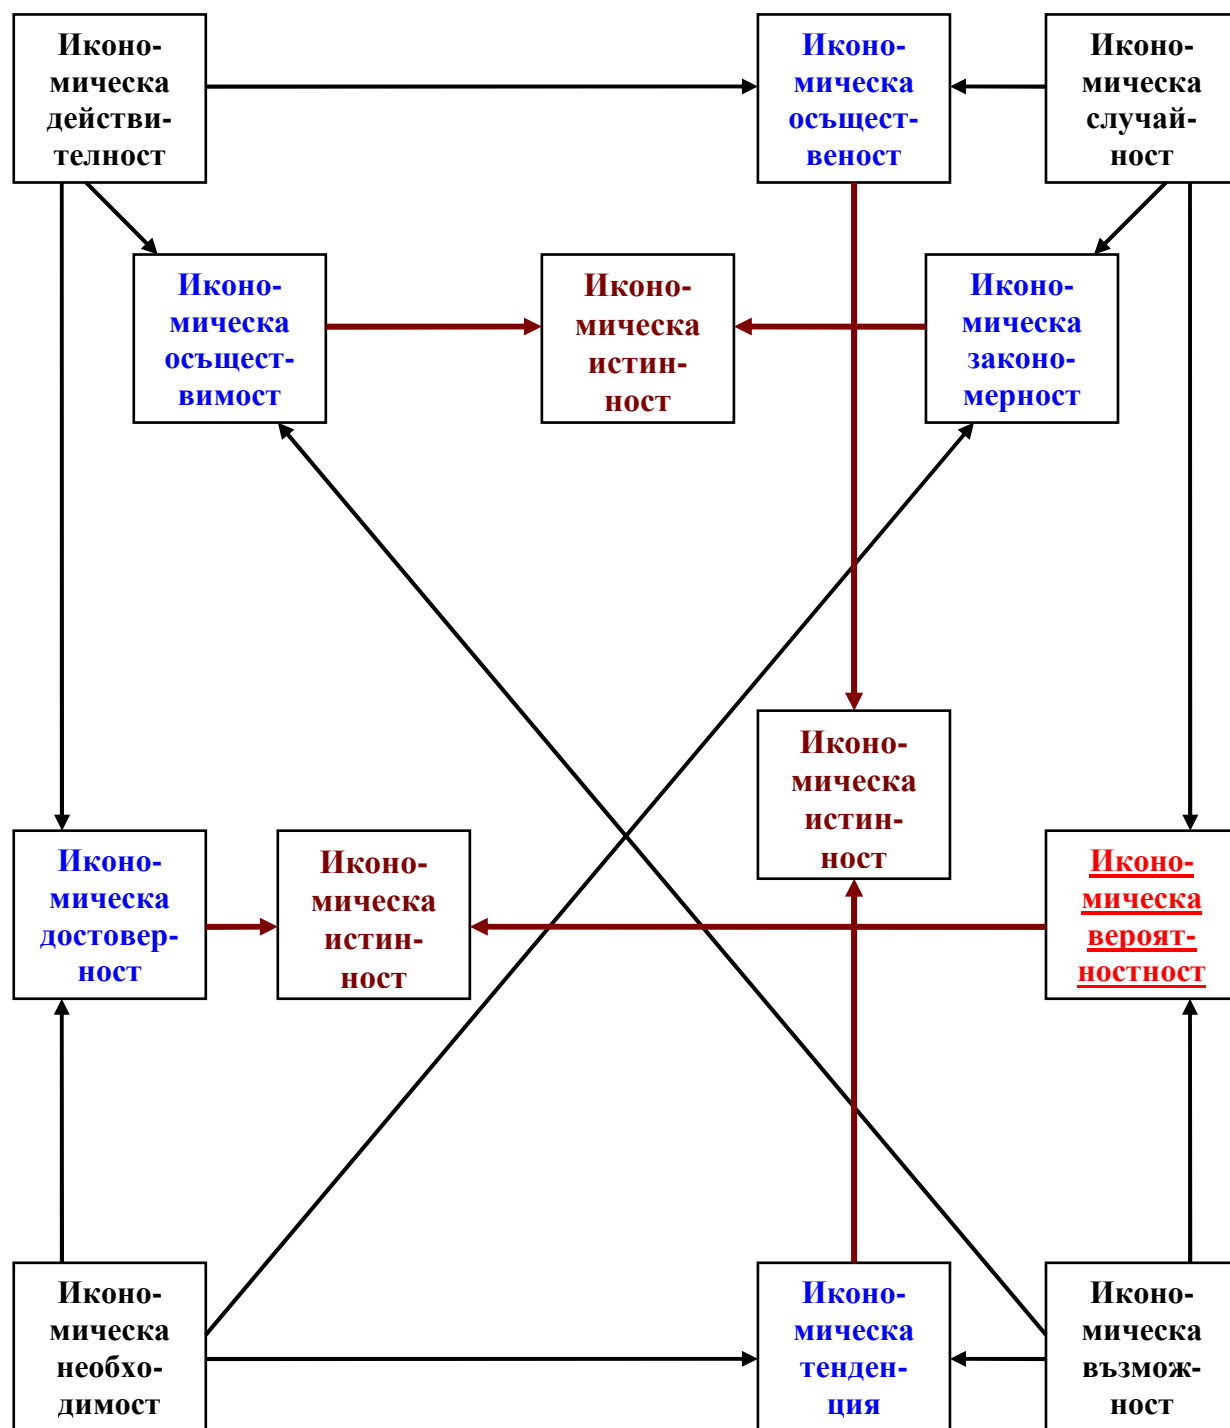 Иконо-
мическа
действи-
телност
Иконо-
мическа
осъщест-
веност
Иконо-
мическа
случай-
ност
Иконо-
мическа
осъщест-
вимост
Иконо-
мическа
истин-
ност
Иконо-
мическа
законо-
мерност
Иконо-
мическа
истин-
ност
Иконо-
мическа
достовер-
ност
Иконо-
мическа
истин-
ност
Иконо-
мическа
вероят-
ностност
Иконо-
мическа
необхо-
димост
Иконо-
мическа
тенден-
ция
Иконо-
мическа
възмож-
ност